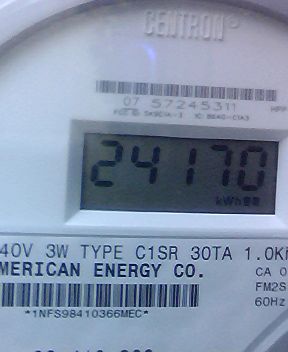 CENTRON®
07 57245311
24170
kWh
40V 3W TYPE C1SR 30TA 1.0K
MERICAN ENERGY CO.
CA 0
FM2S
60Hz
*1NFS98410366MEC*